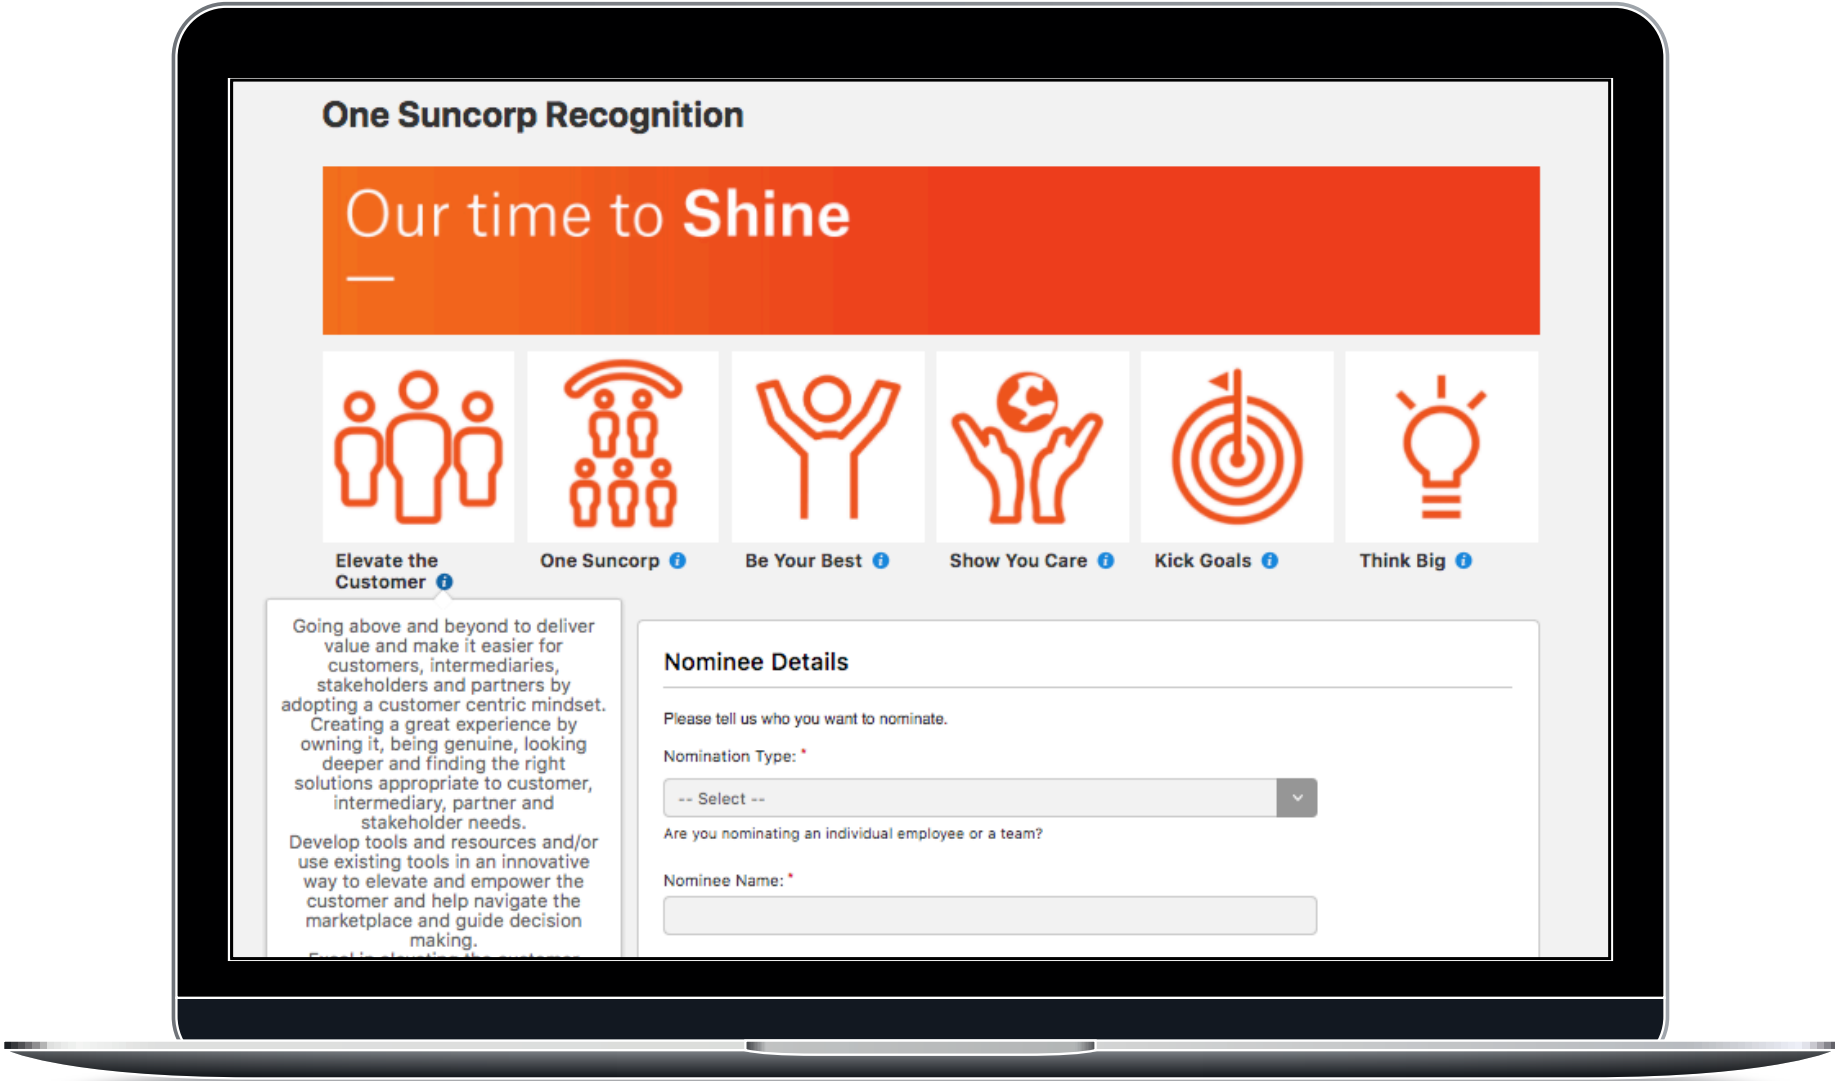 One Suncorp Recognition
Our time to Shine
Elevate the
Customer
One Suncorp
Be Your Best
Show You Care
Kick Goals
Think Big
Going above and beyond to deliver
value and make it easier for
customers, intermediaries,
stakeholders and partners by
adopting a customer centric mindset.
Creating a great experience by
owning it, being genuine, looking
deeper and finding the right
solutions appropriate to customer,
intermediary, partner and
stakeholder needs.
Develop tools and resources and/or
use existing tools in an innovative
way to elevate and empower the
customer and help navigate the
marketplace and guide decision
making.
Excel in elevating the customer
Nominee Details
Please tell us who you want to nominate.
Nomination Type: *
-- Select --
Are you nominating an individual employee or a team?
Nominee Name: *